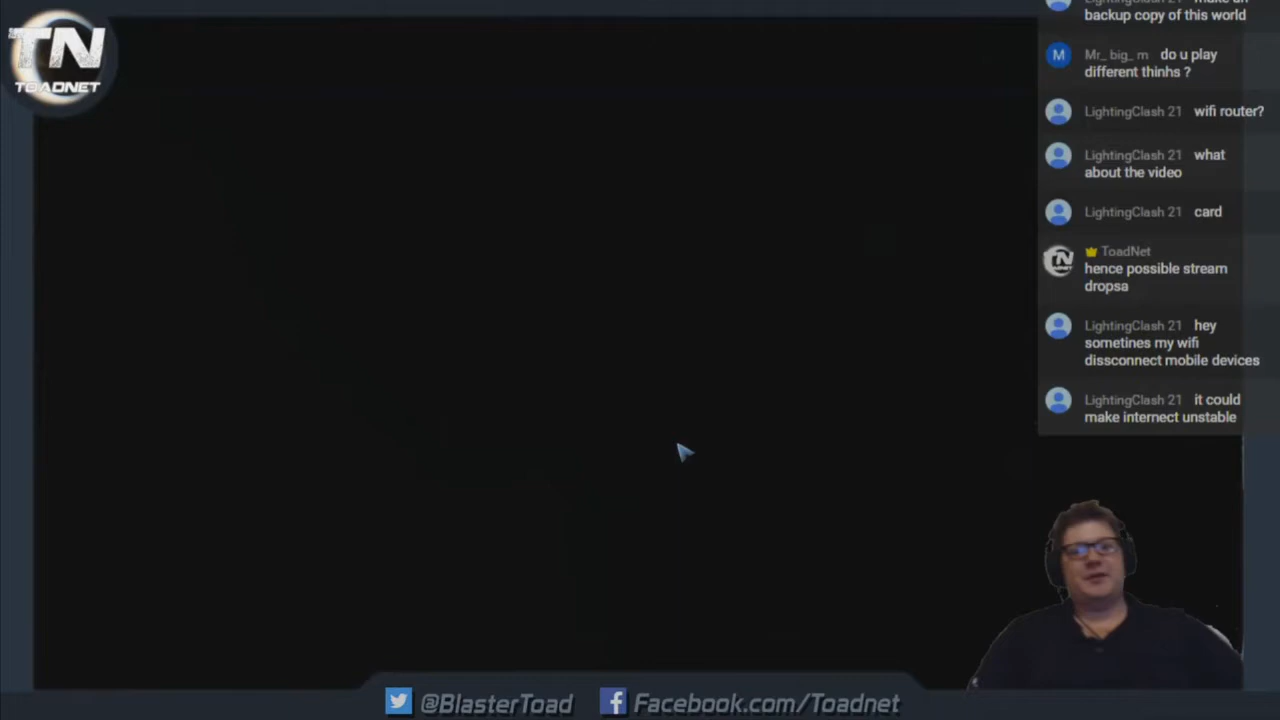 TN
TOADNET
backup copy of this world
Mr_ big_ m do u play
different thinhs ?
LightingClash 21 wifi router?
LightingClash 21 what
about the video
LightingClash 21 card
ToadNet
hence possible stream
dropsa
LightingClash 21 hey
sometines my wifi
dissconnect mobile devices
LightingClash 21 it could
make internect unstable
@BlasterToad
Facebook.com/Toadnet